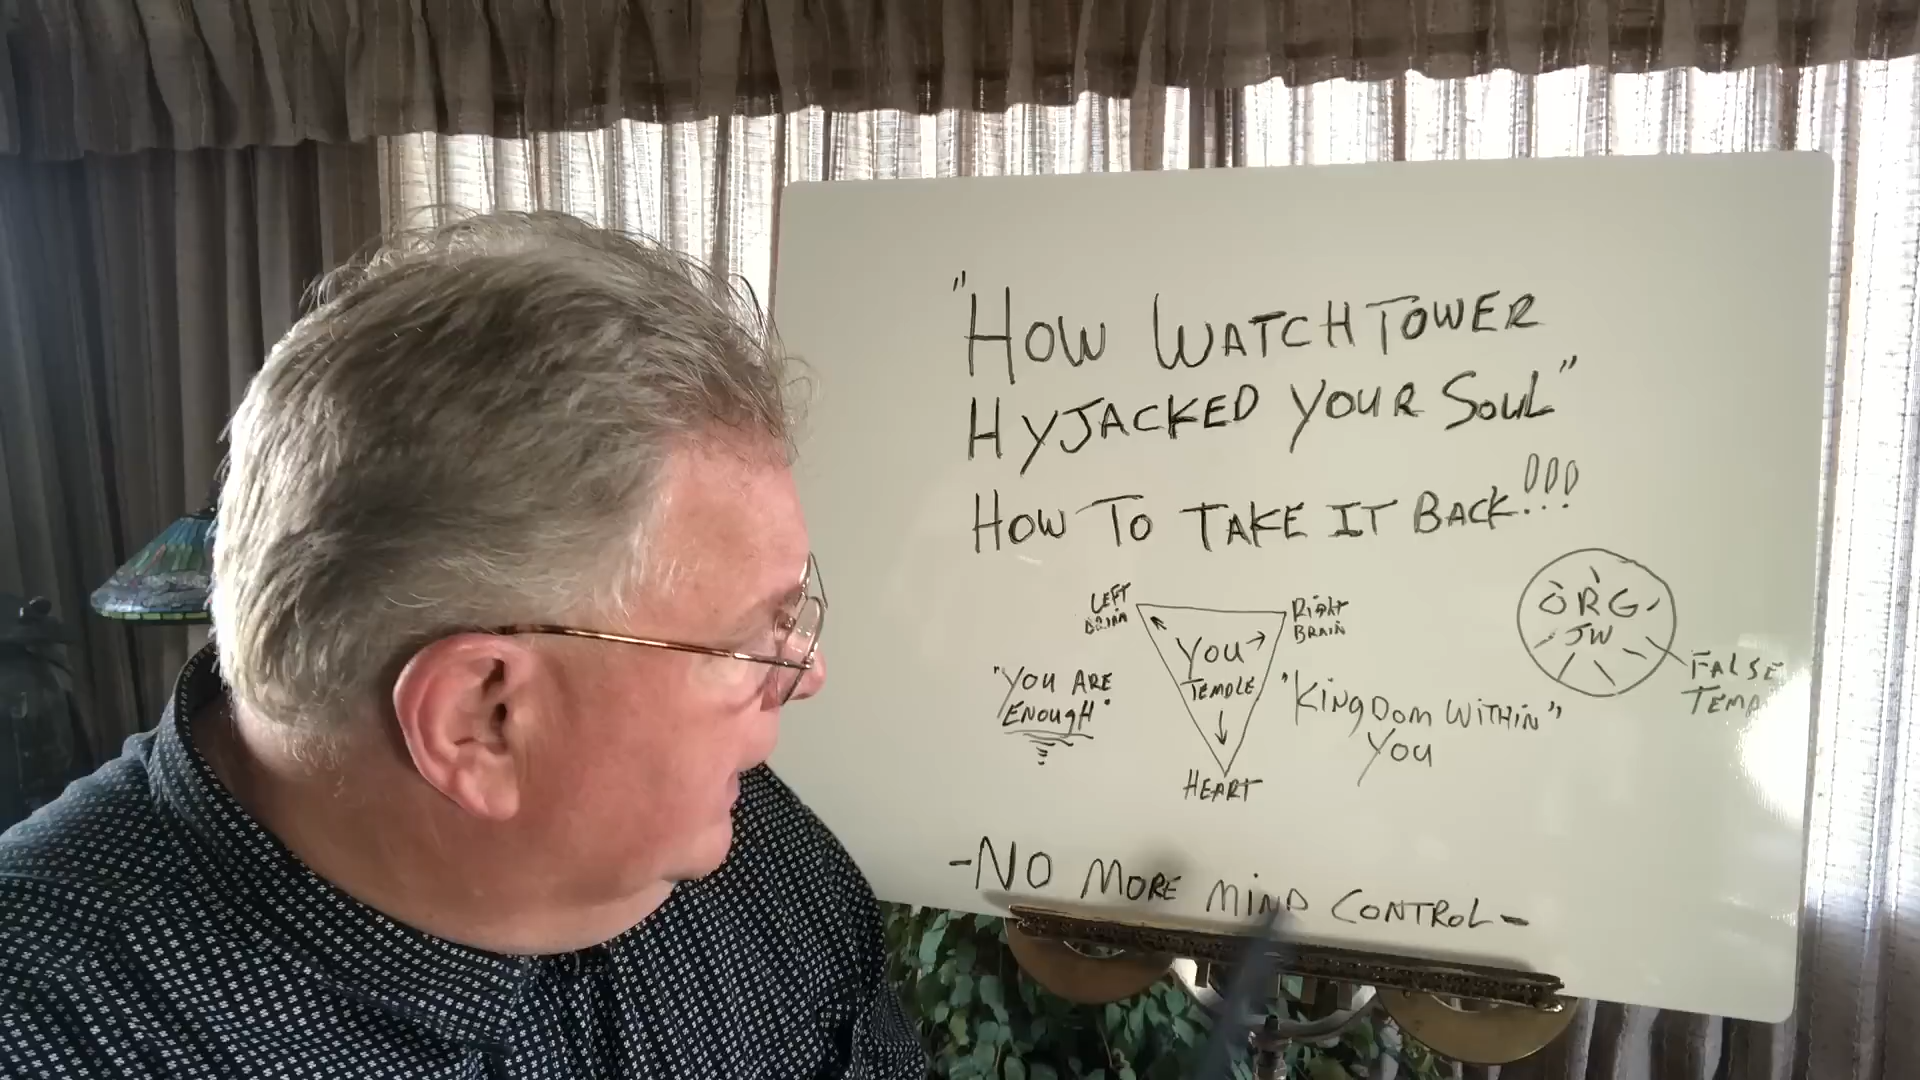 "HOW WATCHTOWER
HYJACKED YOUR SOUL"
HOW TO TAKE IT BACK!!!
LEFT
BRAIN
RIGHT
BRAIN
YOU
TEMPLE
HEART
"YOU ARE
ENOUGH"
"KINGDOM WITHIN"
YOU
ORG
JW
FALSE
-NO MORE MIND CONTROL-